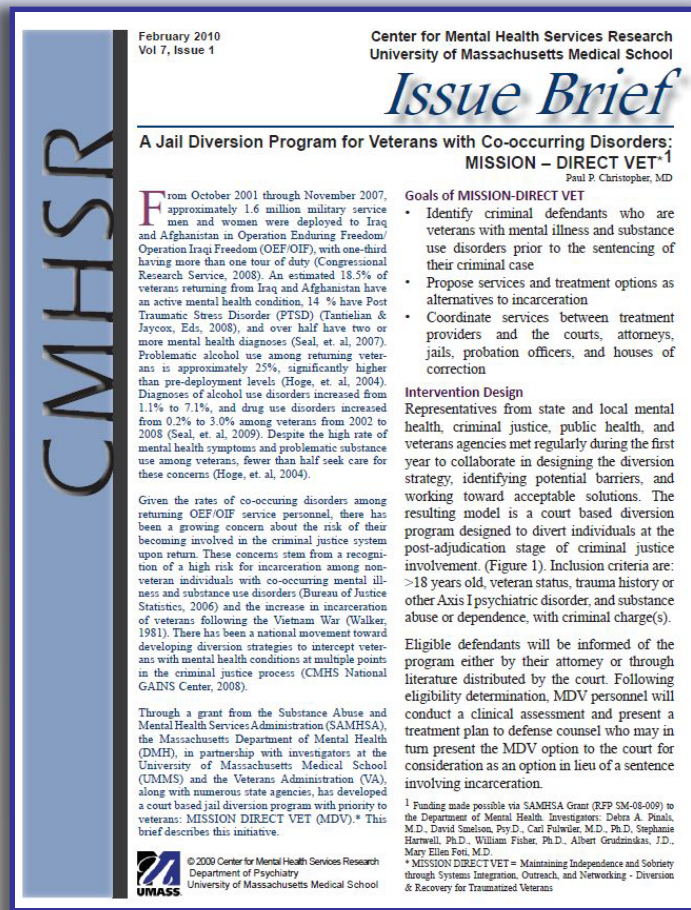 February 2010
Vol 7, Issue 1
Center for Mental Health Services Research
University of Massachusetts Medical School
Issue Brief
CMHSR
A Jail Diversion Program for Veterans with Co-occurring Disorders:
MISSION – DIRECT VET*1
Paul P. Christopher, MD
From October 2001 through November 2007,
approximately 1.6 million military service
men and women were deployed to Iraq
and Afghanistan in Operation Enduring Freedom/
Operation Iraqi Freedom (OEF/OIF), with one-third
having more than one tour of duty (Congressional
Research Service, 2008). An estimated 18.5% of
veterans returning from Iraq and Afghanistan have
an active mental health condition, 14 % have Post
Traumatic Stress Disorder (PTSD) (Tantielian &
Jaycox, Eds, 2008), and over half have two or
more mental health diagnoses (Seal, et. al, 2007).
Problematic alcohol use among returning veter-
ans is approximately 25%, significantly higher
than pre-deployment levels (Hoge, et. al, 2004).
Diagnoses of alcohol use disorders increased from
1.1% to 7.1%, and drug use disorders increased
from 0.2% to 3.0% among veterans from 2002 to
2008 (Seal, et. al, 2009). Despite the high rate of
mental health symptoms and problematic substance
use among veterans, fewer than half seek care for
these concerns (Hoge, et. al, 2004).
Given the rates of co-occuring disorders among
returning OEF/OIF service personnel, there has
been a growing concern about the risk of their
becoming involved in the criminal justice system
upon return. These concerns stem from a recogni-
tion of a high risk for incarceration among non-
veteran individuals with co-occurring mental ill-
ness and substance use disorders (Bureau of Justice
Statistics, 2006) and the increase in incarceration
of veterans following the Vietnam War (Walker,
1981). There has been a national movement toward
developing diversion strategies to intercept veter-
ans with mental health conditions at multiple points
in the criminal justice process (CMHS National
GAINS Center, 2008).
Through a grant from the Substance Abuse and
Mental Health Services Administration (SAMHSA),
the Massachusetts Department of Mental Health
(DMH), in partnership with investigators at the
University of Massachusetts Medical School
(UMMS) and the Veterans Administration (VA),
along with numerous state agencies, has developed
a court based jail diversion program with priority to
veterans: MISSION DIRECT VET (MDV).* This
brief describes this initiative.
Goals of MISSION-DIRECT VET
• Identify criminal defendants who are
veterans with mental illness and substance
use disorders prior to the sentencing of
their criminal case
• Propose services and treatment options as
alternatives to incarceration
• Coordinate services between treatment
providers and the courts, attorneys,
jails, probation officers, and houses of
correction
Intervention Design
Representatives from state and local mental
health, criminal justice, public health, and
veterans agencies met regularly during the first
year to collaborate in designing the diversion
strategy, identifying potential barriers, and
working toward acceptable solutions. The
resulting model is a court based diversion
program designed to divert individuals at the
post-adjudication stage of criminal justice
involvement. (Figure 1). Inclusion criteria are:
>18 years old, veteran status, trauma history or
other Axis I psychiatric disorder, and substance
abuse or dependence, with criminal charge(s).
Eligible defendants will be informed of the
program either by their attorney or through
literature distributed by the court. Following
eligibility determination, MDV personnel will
conduct a clinical assessment and present a
treatment plan to defense counsel who may in
turn present the MDV option to the court for
consideration as an option in lieu of a sentence
involving incarceration.
1 Funding made possible via SAMHSA Grant (RFP SM-08-009) to
the Department of Mental Health. Investigators: Debra A. Pinals,
M.D., David Smelson, Psy.D., Carl Fulwiler, M.D., Ph.D, Stephanie
Hartwell, Ph.D., William Fisher, Ph.D., Albert Grudzinskas, J.D.,
Mary Ellen Foti, M.D.
* MISSION DIRECT VET = Maintaining Independence and Sobriety
through Systems Integration, Outreach, and Networking - Diversion
& Recovery for Traumatized Veterans
UMASS
© 2009 Center for Mental Health Services Research
Department of Psychiatry
University of Massachusetts Medical School